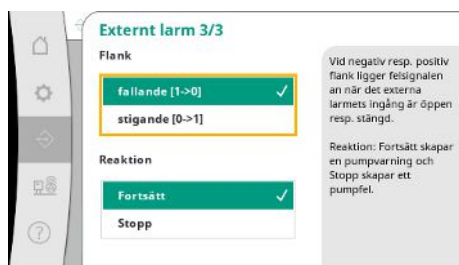 Externt larm 3/3
Flank
fallande [1->0]
stigande [0->1]
Reaktion
Fortsätt
Stopp
Vid negativ resp. positiv
flank ligger felsignalen
an när det externa
larmets ingång är öppen
resp. stängd.
Reaktion: Fortsätt skapar
en pumpvarning och
Stopp skapar ett
pumpfel.